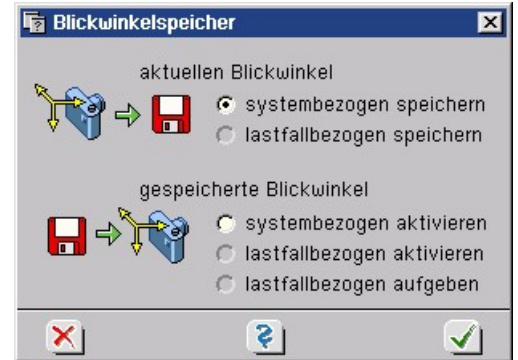 Blickwinkelspeicher
aktuellen Blickwinkel
systembezogen speichern
lastfallbezogen speichern
gespeicherte Blickwinkel
systembezogen aktivieren
lastfallbezogen aktivieren
lastfallbezogen aufgeben